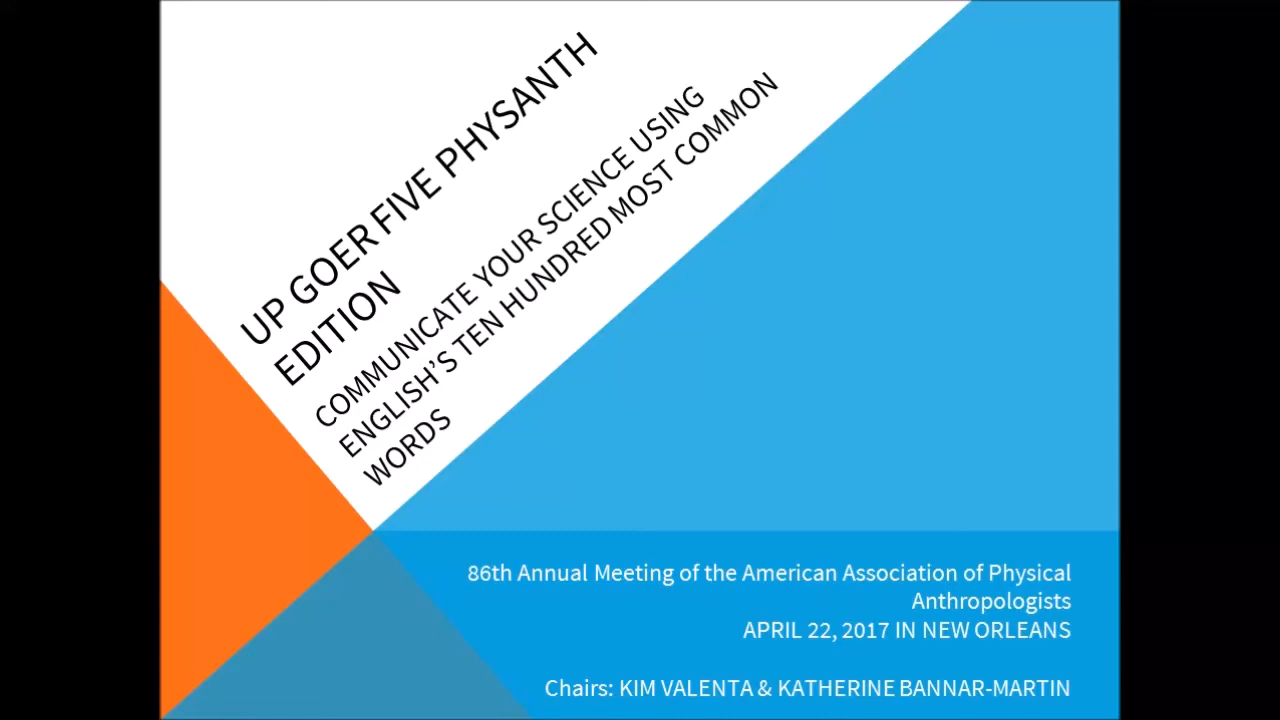 UP GOER FIVE PHYSANTH
EDITION
COMMUNICATE YOUR SCIENCE USING
ENGLISH'S TEN HUNDRED MOST COMMON
WORDS
86th Annual Meeting of the American Association of Physical
Anthropologists
APRIL 22, 2017 IN NEW ORLEANS
Chairs: KIM VALENTA & KATHERINE BANNAR-MARTIN